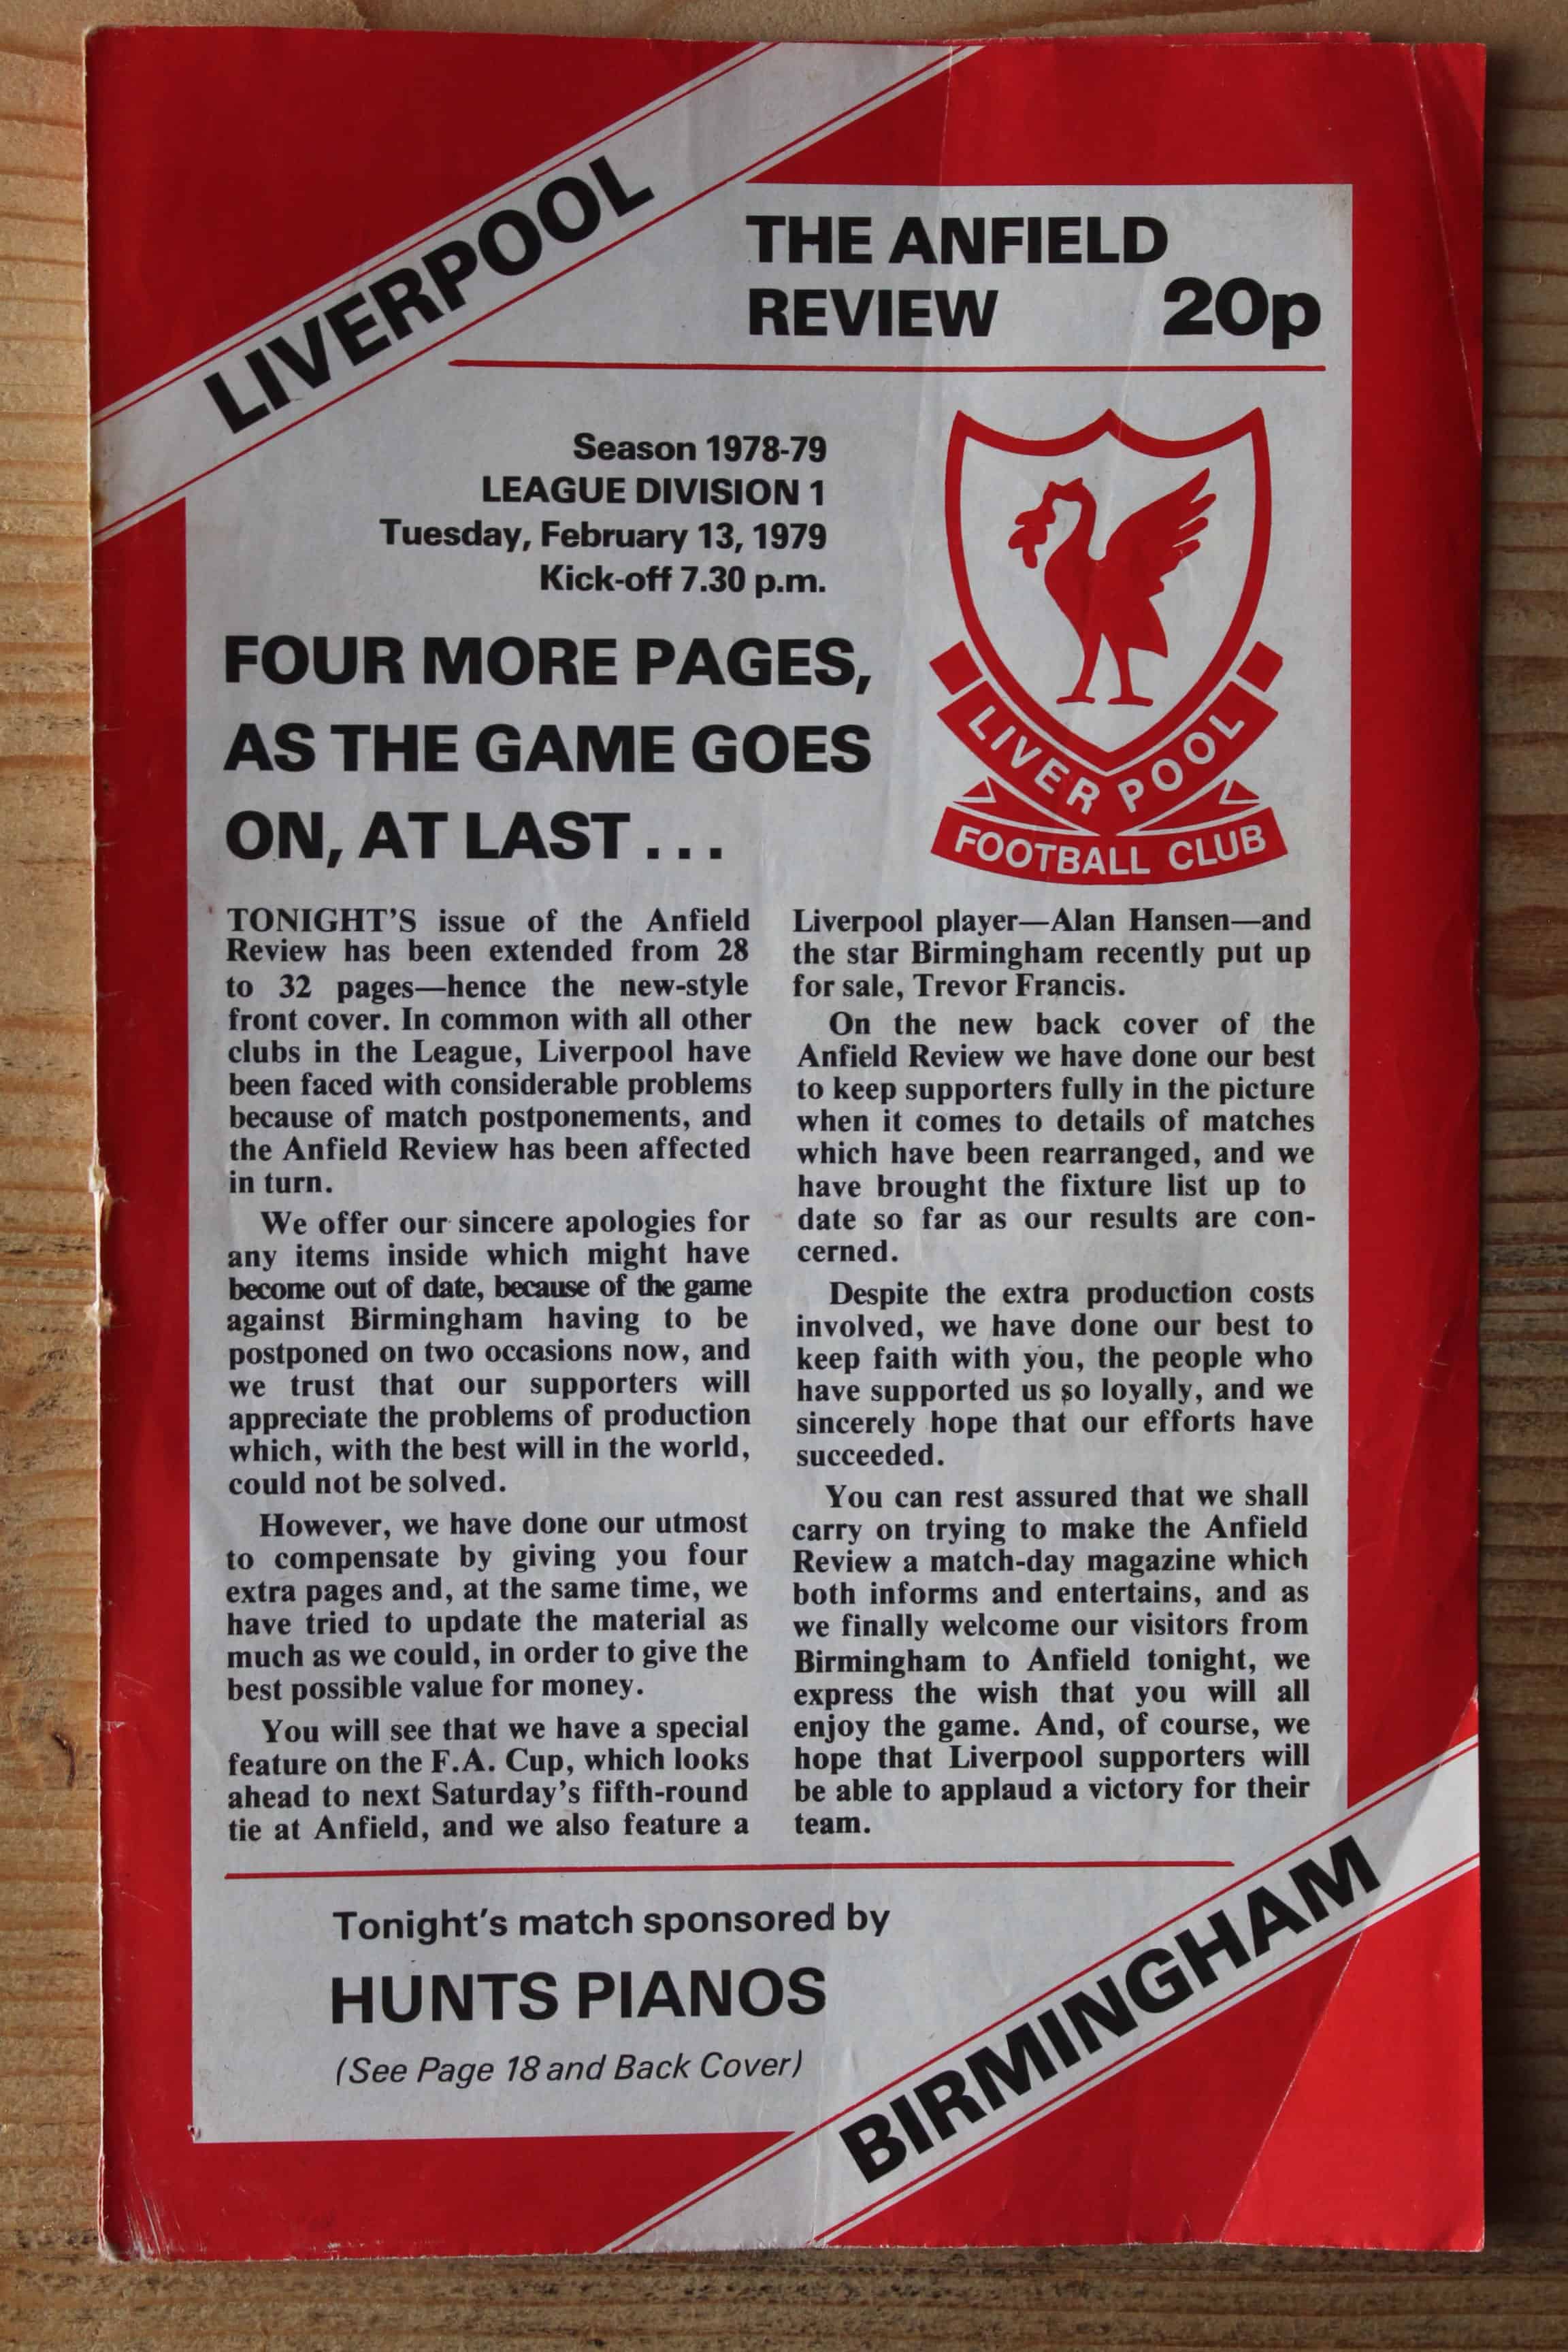 LIVERPOOL
THE ANFIELD
REVIEW 20p
Season 1978-79
LEAGUE DIVISION 1
Tuesday, February 13, 1979
Kick-off 7.30 p.m.
LIVERPOOL
FOOTBALL CLUB
FOUR MORE PAGES,
AS THE GAME GOES
ON, AT LAST...
TONIGHT'S issue of the Anfield
Review has been extended from 28
to 32 pages—hence the new-style
front cover. In common with all other
clubs in the League, Liverpool have
been faced with considerable problems
because of match postponements, and
the Anfield Review has been affected
in turn.
We offer our sincere apologies for
any items inside which might have
become out of date, because of the game
against Birmingham having to be
postponed on two occasions now, and
we trust that our supporters will
appreciate the problems of production
which, with the best will in the world,
could not be solved.
However, we have done our utmost
to compensate by giving you four
extra pages and, at the same time, we
have tried to update the material as
much as we could, in order to give the
best possible value for money.
You will see that we have a special
feature on the F.A. Cup, which looks
ahead to next Saturday's fifth-round
tie at Anfield, and we also feature a
Liverpool player—Alan Hansen—and
the star Birmingham recently put up
for sale, Trevor Francis.
On the new back cover of the
Anfield Review we have done our best
to keep supporters fully in the picture
when it comes to details of matches
which have been rearranged, and we
have brought the fixture list up to
date so far as our results are con-
cerned.
Despite the extra production costs
involved, we have done our best to
keep faith with you, the people who
have supported us so loyally, and we
sincerely hope that our efforts have
succeeded.
You can rest assured that we shall
carry on trying to make the Anfield
Review a match-day magazine which
both informs and entertains, and as
we finally welcome our visitors from
Birmingham to Anfield tonight, we
express the wish that you will all
enjoy the game. And, of course, we
hope that Liverpool supporters will
be able to applaud a victory for their
team.
Tonight's match sponsored by
HUNTS PIANOS
(See Page 18 and Back Cover)
BIRMINGHAM